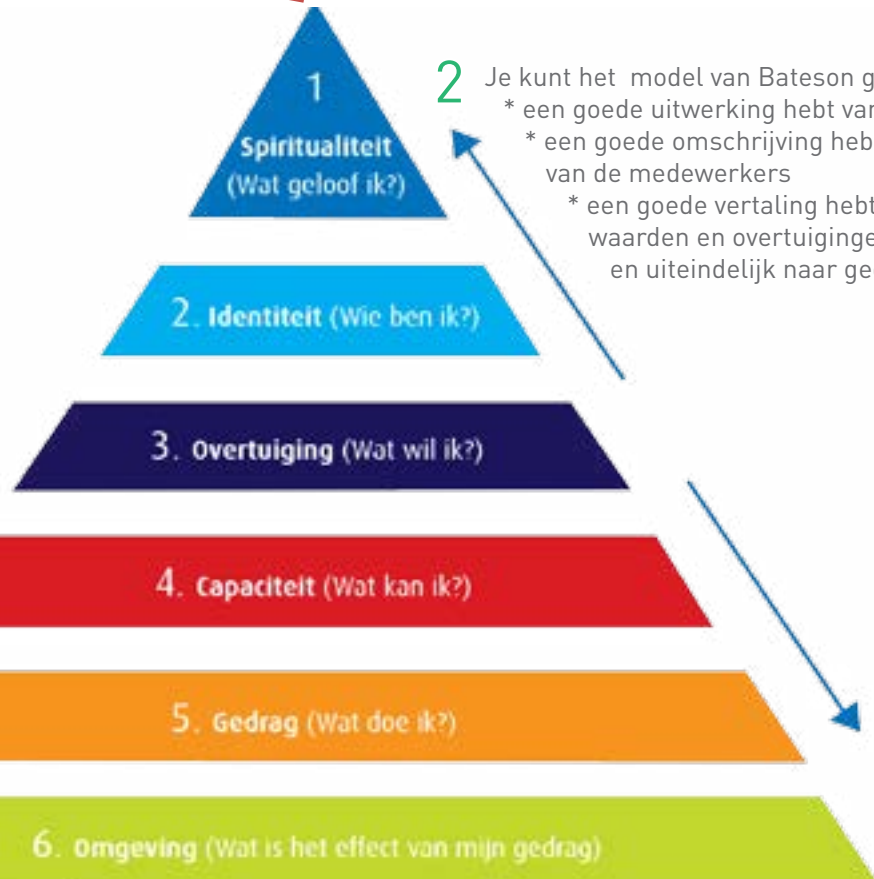 1
Spiritualiteit
(Wat geloof ik?)
2 Je kunt het model van Bateson g
* een goede uitwerking hebt van
* een goede omschrijving heb
van de medewerkers
* een goede vertaling hebt
waarden en overtuiginge
en uiteindelijk naar ge
2. Identiteit (Wie ben ik?)
3. Overtuiging (Wat wil ik?)
4. Capaciteit (Wat kan ik?)
5. Gedrag (Wat doe ik?)
6. Omgeving (Wat is het effect van mijn gedrag)